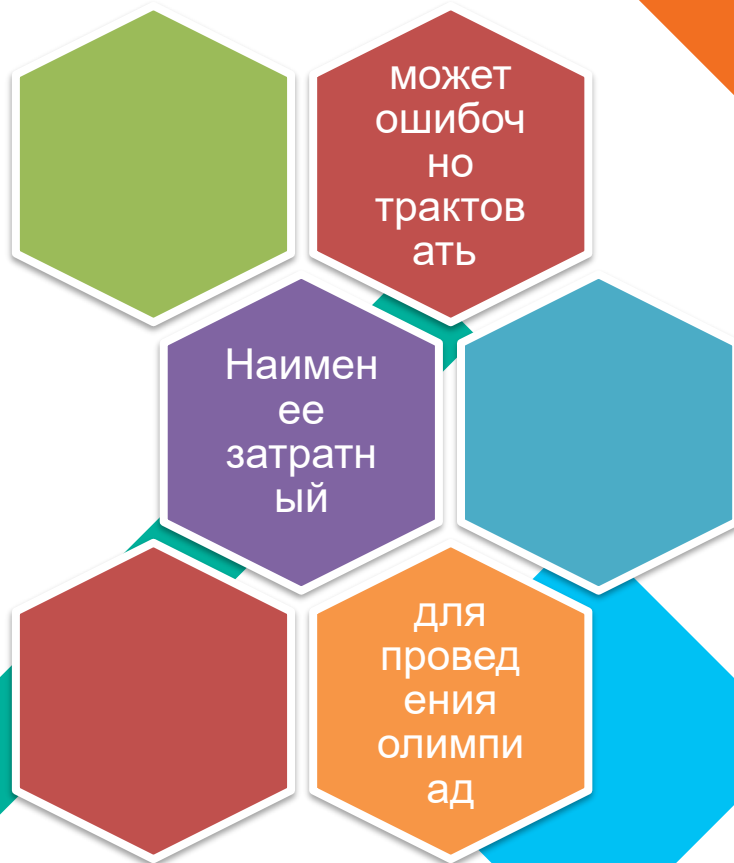 может
ошибоч
но
трактов
ать
Наимен
ее
затратн
ый
для
провед
ения
олимпи
ад